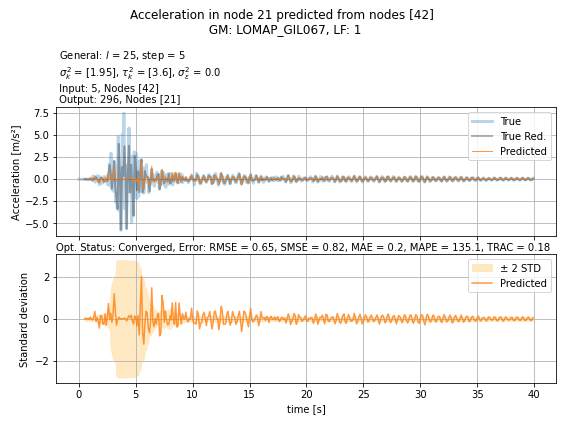 Acceleration in node 21 predicted from nodes [42]
GM: LOMAP_GIL067, LF: 1
General: l = 25, step = 5
σ²ₖ = [1.95], τ²ₖ = [3.6], σ²ε = 0.0
Input: 5, Nodes [42]
Output: 296, Nodes [21]
7.5
5.0
2.5
0.0
−2.5
−5.0
Acceleration [m/s²]
True
True Red.
Predicted
Opt. Status: Converged, Error: RMSE = 0.65, SMSE = 0.82, MAE = 0.2, MAPE = 135.1, TRAC = 0.18
2
0
−2
Standard deviation
± 2 STD
Predicted
0 5 10 15 20 25 30 35 40
time [s]